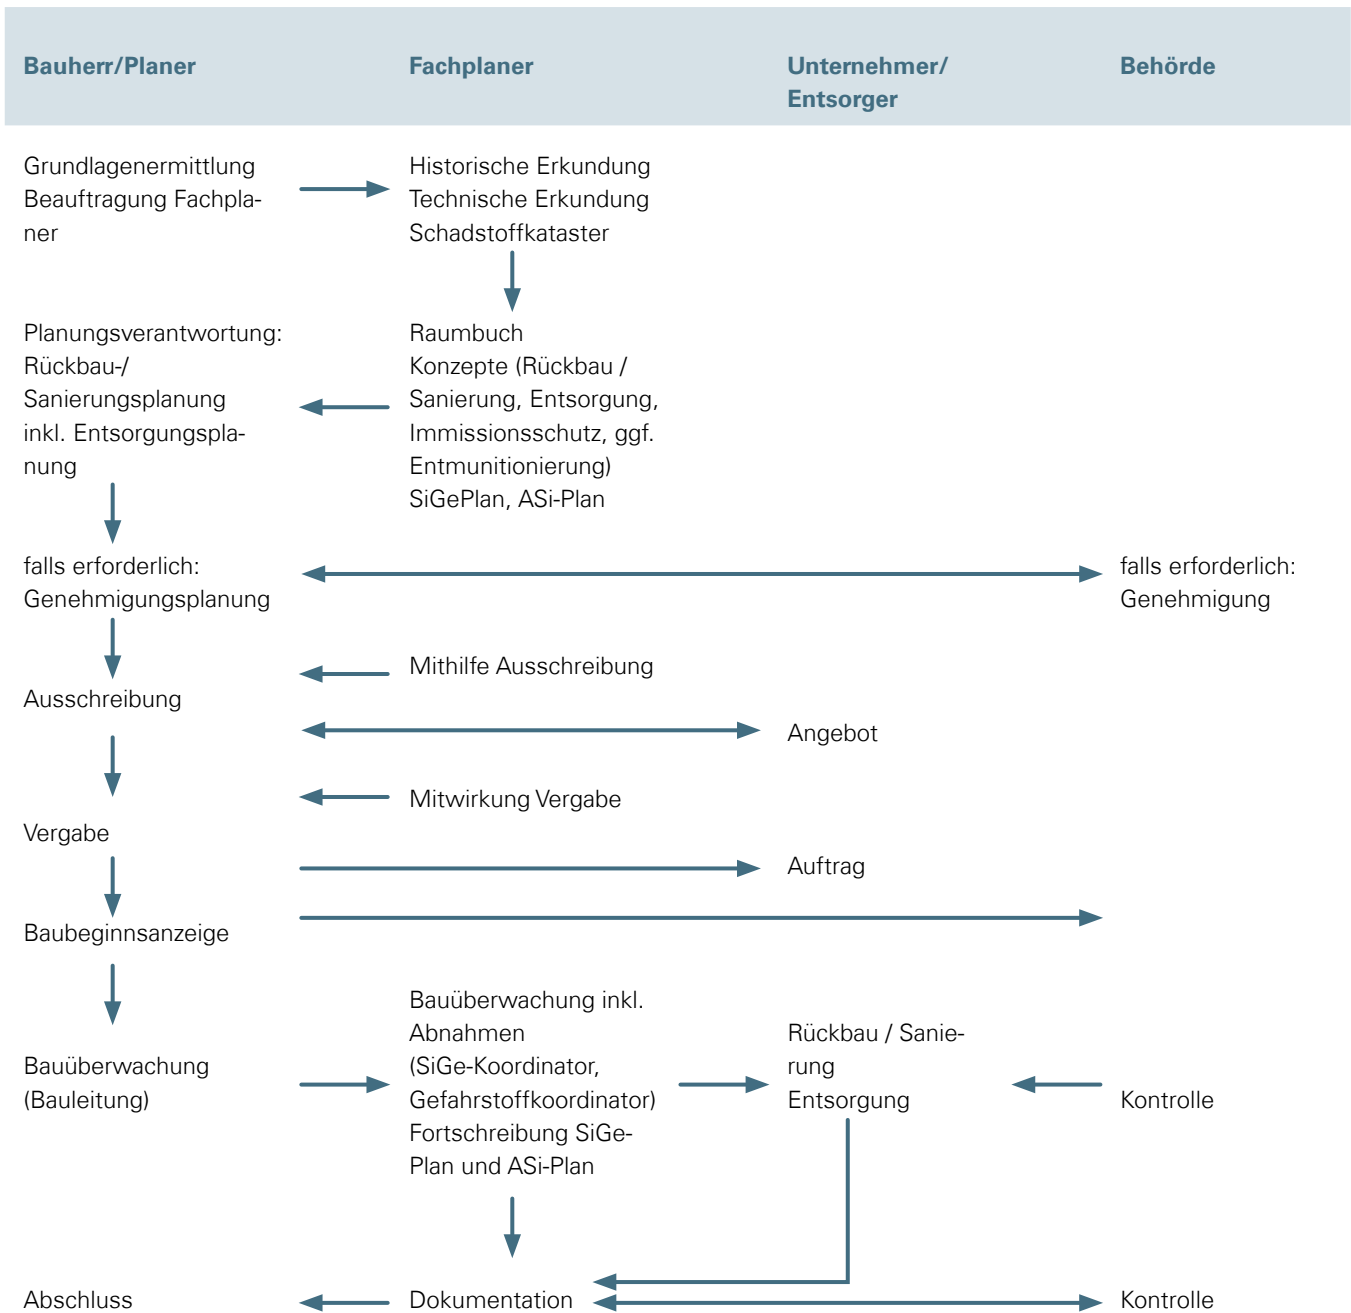 Bauherr/Planer
Fachplaner
Unternehmer/
Entsorger
Behörde
Grundlagenermittlung
Beauftragung Fachpla-
ner
Historische Erkundung
Technische Erkundung
Schadstoffkataster
Planungsverantwortung:
Rückbau-/
Sanierungsplanung
inkl. Entsorgungspla-
nung
Raumbuch
Konzepte (Rückbau /
Sanierung, Entsorgung,
Immissionsschutz, ggf.
Entmunitionierung)
SiGePlan, ASi-Plan
falls erforderlich:
Genehmigungsplanung
falls erforderlich:
Genehmigung
Mithilfe Ausschreibung
Ausschreibung
Angebot
Mitwirkung Vergabe
Vergabe
Auftrag
Baubeginnsanzeige
Bauüberwachung
(Bauleitung)
Bauüberwachung inkl.
Abnahmen
(SiGe-Koordinator,
Gefahrstoffkoordinator)
Fortschreibung SiGe-
Plan und ASi-Plan
Rückbau / Sanie-
rung
Entsorgung
Kontrolle
Abschluss
Dokumentation
Kontrolle